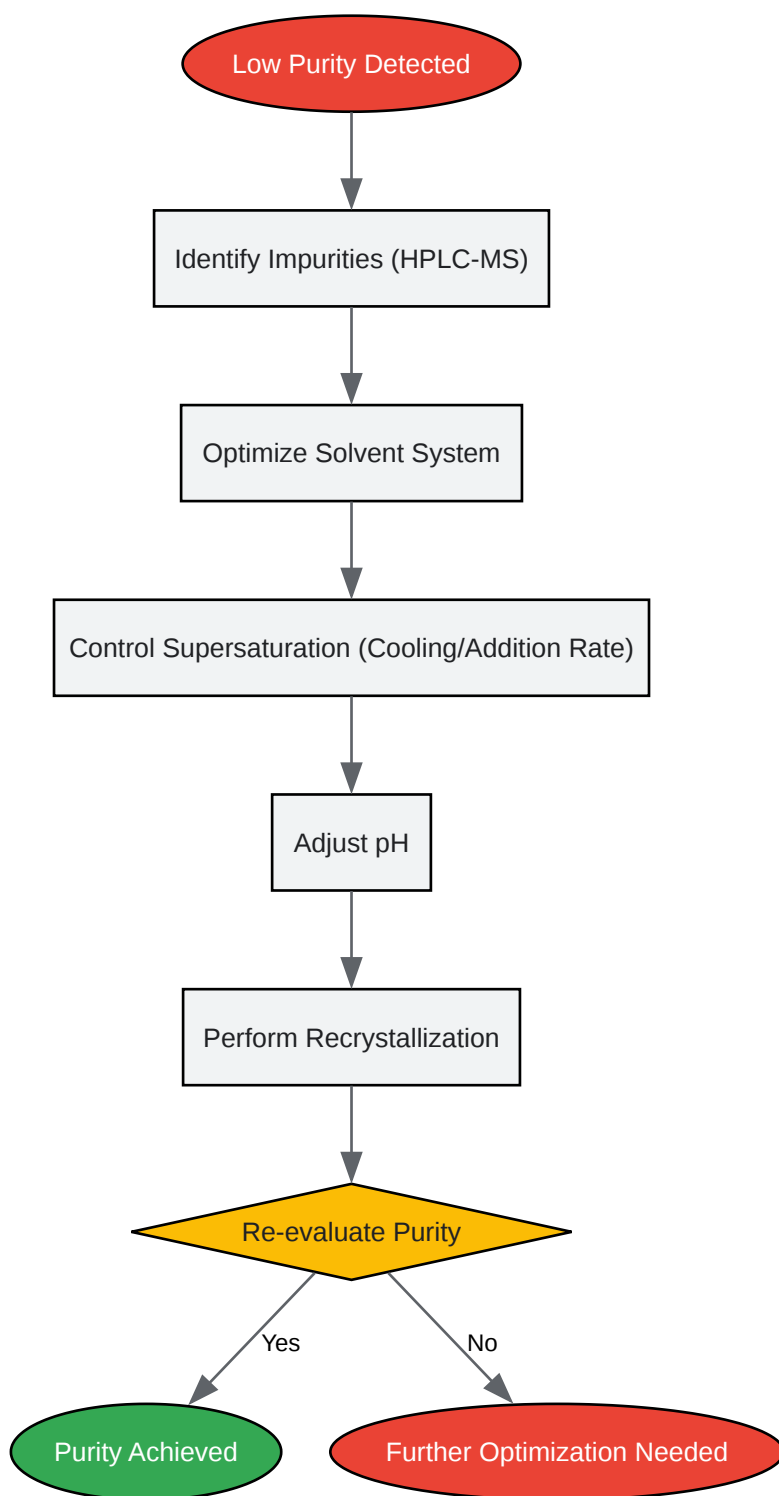 Low Purity Detected
Identify Impurities (HPLC-MS)
Optimize Solvent System
Control Supersaturation (Cooling/Addition Rate)
Adjust pH
Perform Recrystallization
Re-evaluate Purity
Yes
No
Purity Achieved
Further Optimization Needed